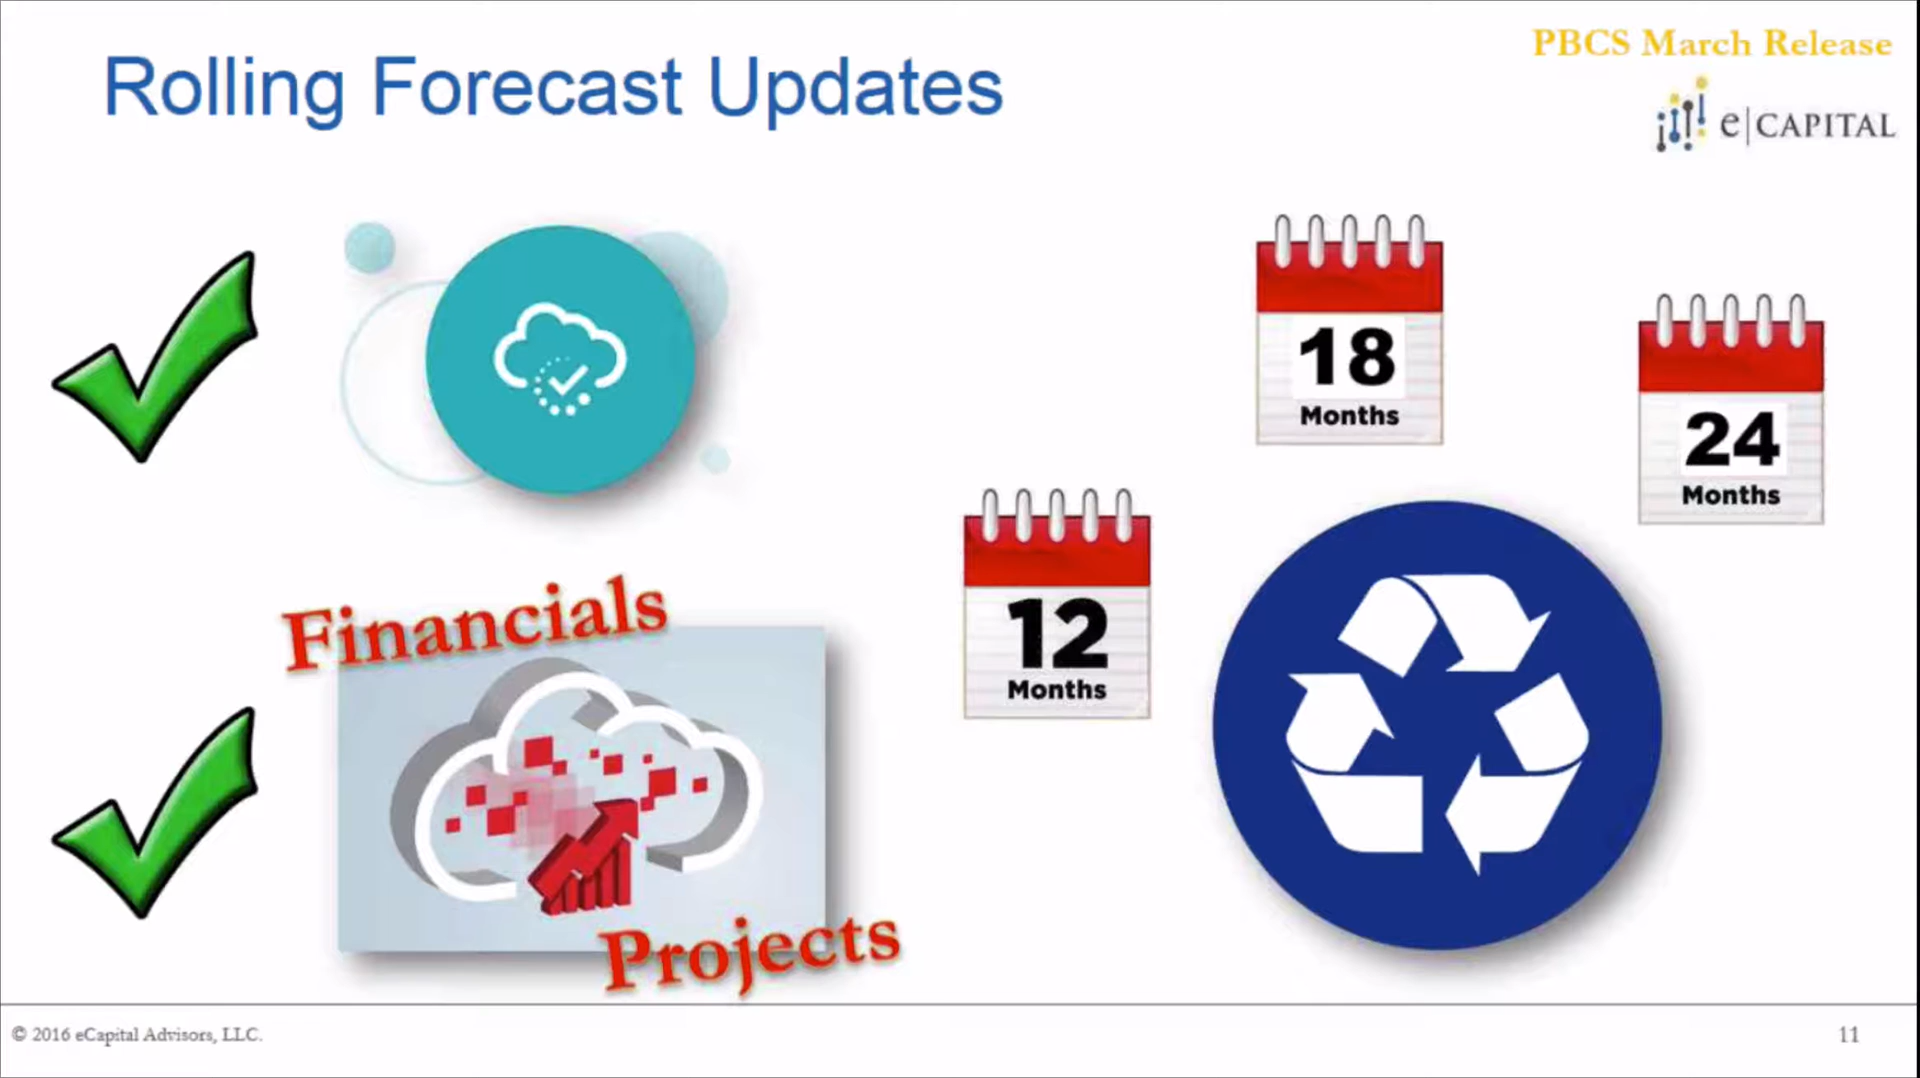 PBCS March Release
Rolling Forecast Updates
e|CAPITAL
18
Months
24
Months
12
Months
Financials
Projects
© 2016 eCapital Advisors, LLC.
11